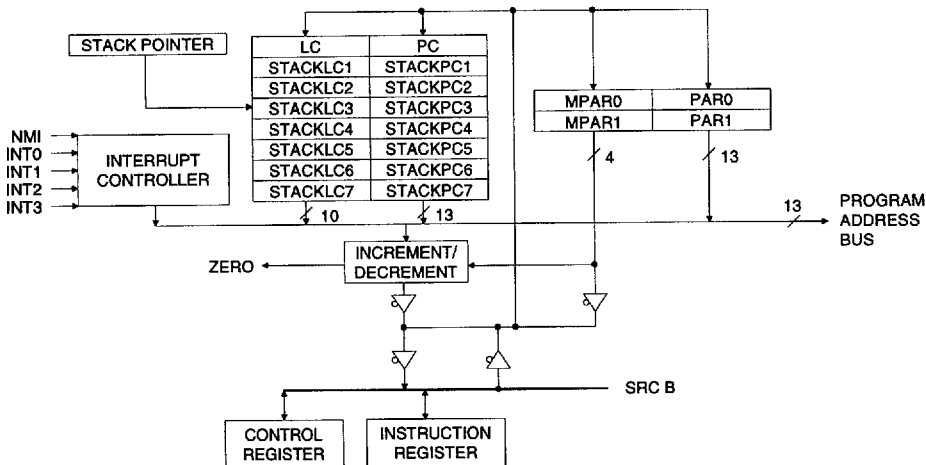 STACK POINTER
LC PC
STACKLC1 STACKPC1
STACKLC2 STACKPC2
STACKLC3 STACKPC3
STACKLC4 STACKPC4
STACKLC5 STACKPC5
STACKLC6 STACKPC6
STACKLC7 STACKPC7
10 13
MPAR0 PAR0
MPAR1 PAR1
4 13
NMI
INT0
INT1
INT2
INT3
INTERRUPT
CONTROLLER
13
PROGRAM
ADDRESS
BUS
ZERO
INCREMENT/
DECREMENT
SRC B
CONTROL
REGISTER
INSTRUCTION
REGISTER